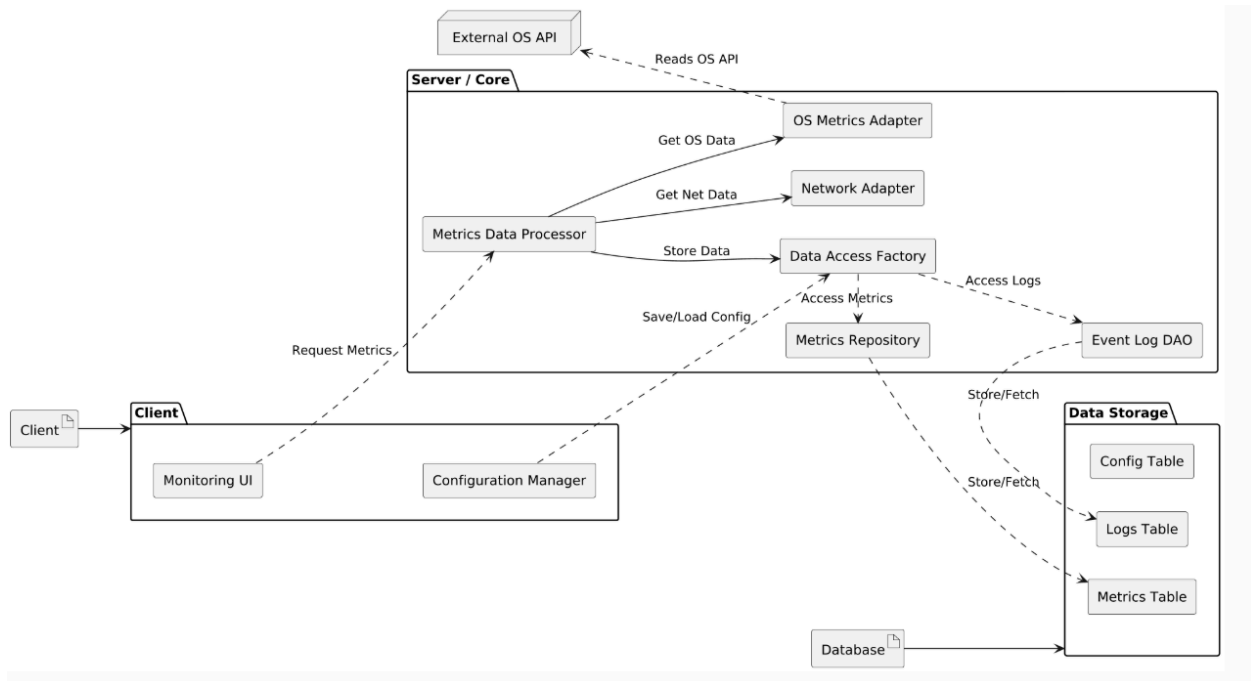 External OS API
Reads OS API
Server / Core
OS Metrics Adapter
Get OS Data
Network Adapter
Get Net Data
Metrics Data Processor
Store Data
Data Access Factory
Access Logs
Access Metrics
Save/Load Config
Metrics Repository
Event Log DAO
Request Metrics
Store/Fetch
Client
Client
Data Storage
Monitoring UI
Configuration Manager
Config Table
Store/Fetch
Logs Table
Metrics Table
Database